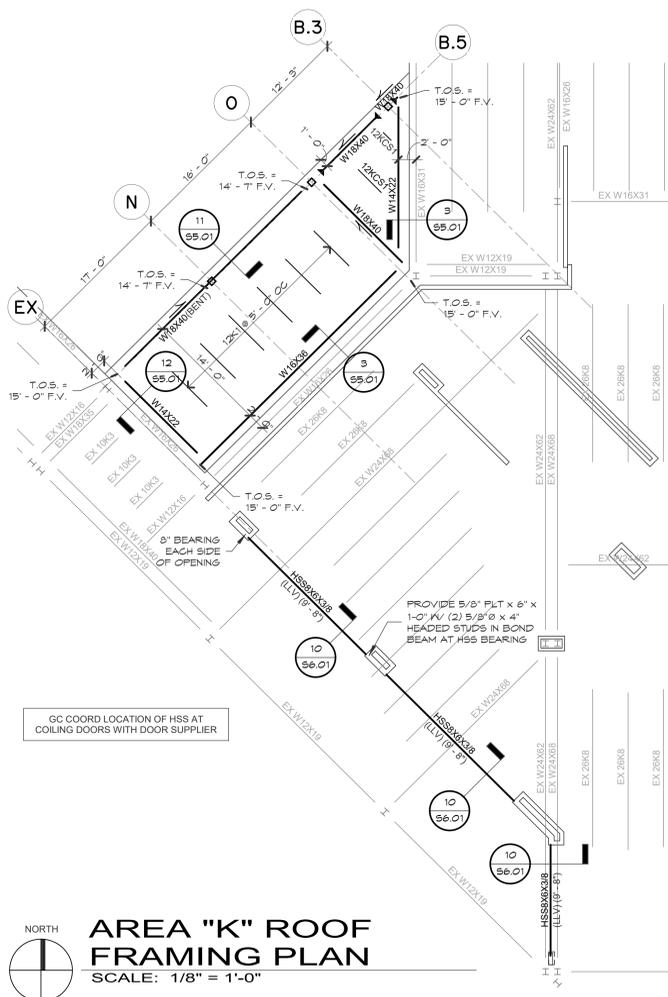 B.3
B.5
12' - 3"
W18X40
T.O.S. =
15' - 0" F.V.
O
16' - 0"
1' - 0"
W18X40
12KCS1
12KCS1
2' - 0"
EX W24X62
EX W16X26
T.O.S. =
14' - 7" F.V.
W14X22
EX W16X31
EX W16X31
N
11
S5.01
W18X40
3
S5.01
17' - 0"
EX W12X19
EX W12X19
T.O.S. =
14' - 7" F.V.
12K1 @ 5' - 0" OC
T.O.S. =
15' - 0" F.V.
EX
EX W16X26
W18X40(BENT)
W16X36
3
S5.01
14' - 0"
12
S5.01
T.O.S. =
15' - 0" F.V.
W14X22
2' - 0"
EX W12X16
EX W18X35
EX W16X26
EX 10K3
EX 10K3
EX 10K3
EX W12X16
EX W18X40
EX W12X19
EX 26K8
EX 26K8
EX W24X68
EX 26K8
EX 26K8
EX 26K8
EX W24X62
EX W24X68
T.O.S. =
15' - 0" F.V.
8" BEARING
EACH SIDE
OF OPENING
EX W24X62
HSS8X6X3/8
(LLV) (9' - 8")
PROVIDE 5/8" PLT x 6" x
1'-0" W/ (2) 5/8"Ø x 4"
HEADED STUDS IN BOND
BEAM AT HSS BEARING
10
S6.01
EX W24X68
GC COORD LOCATION OF HSS AT
COILING DOORS WITH DOOR SUPPLIER
EX W12X19
HSS8X6X3/8
(LLV) (9' - 8")
EX W24X62
EX W24X68
EX 26K8
EX 26K8
EX 26K8
10
S6.01
10
S6.01
EX W12X19
HSS8X6X3/8
(LLV) (9' - 8")
NORTH
AREA "K" ROOF
FRAMING PLAN
SCALE: 1/8" = 1'-0"